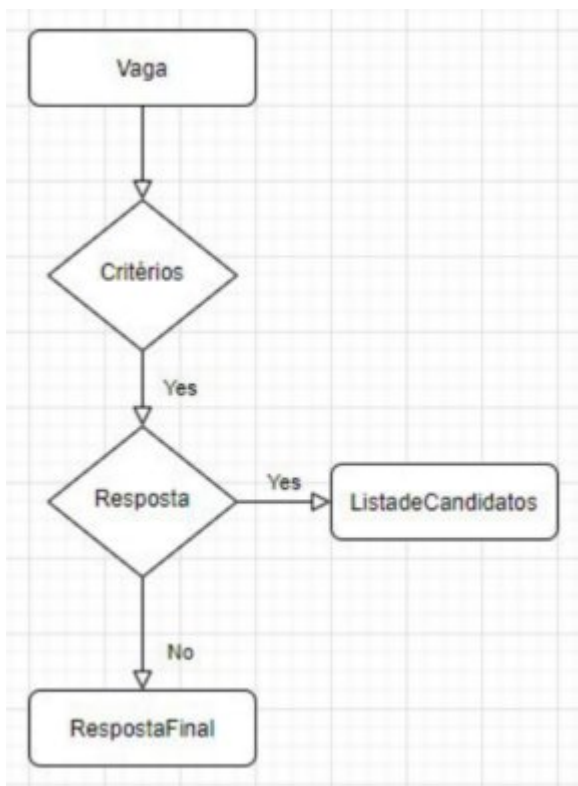 Vaga
Critérios
Yes
Resposta
Yes
ListadeCandidatos
No
RespostaFinal